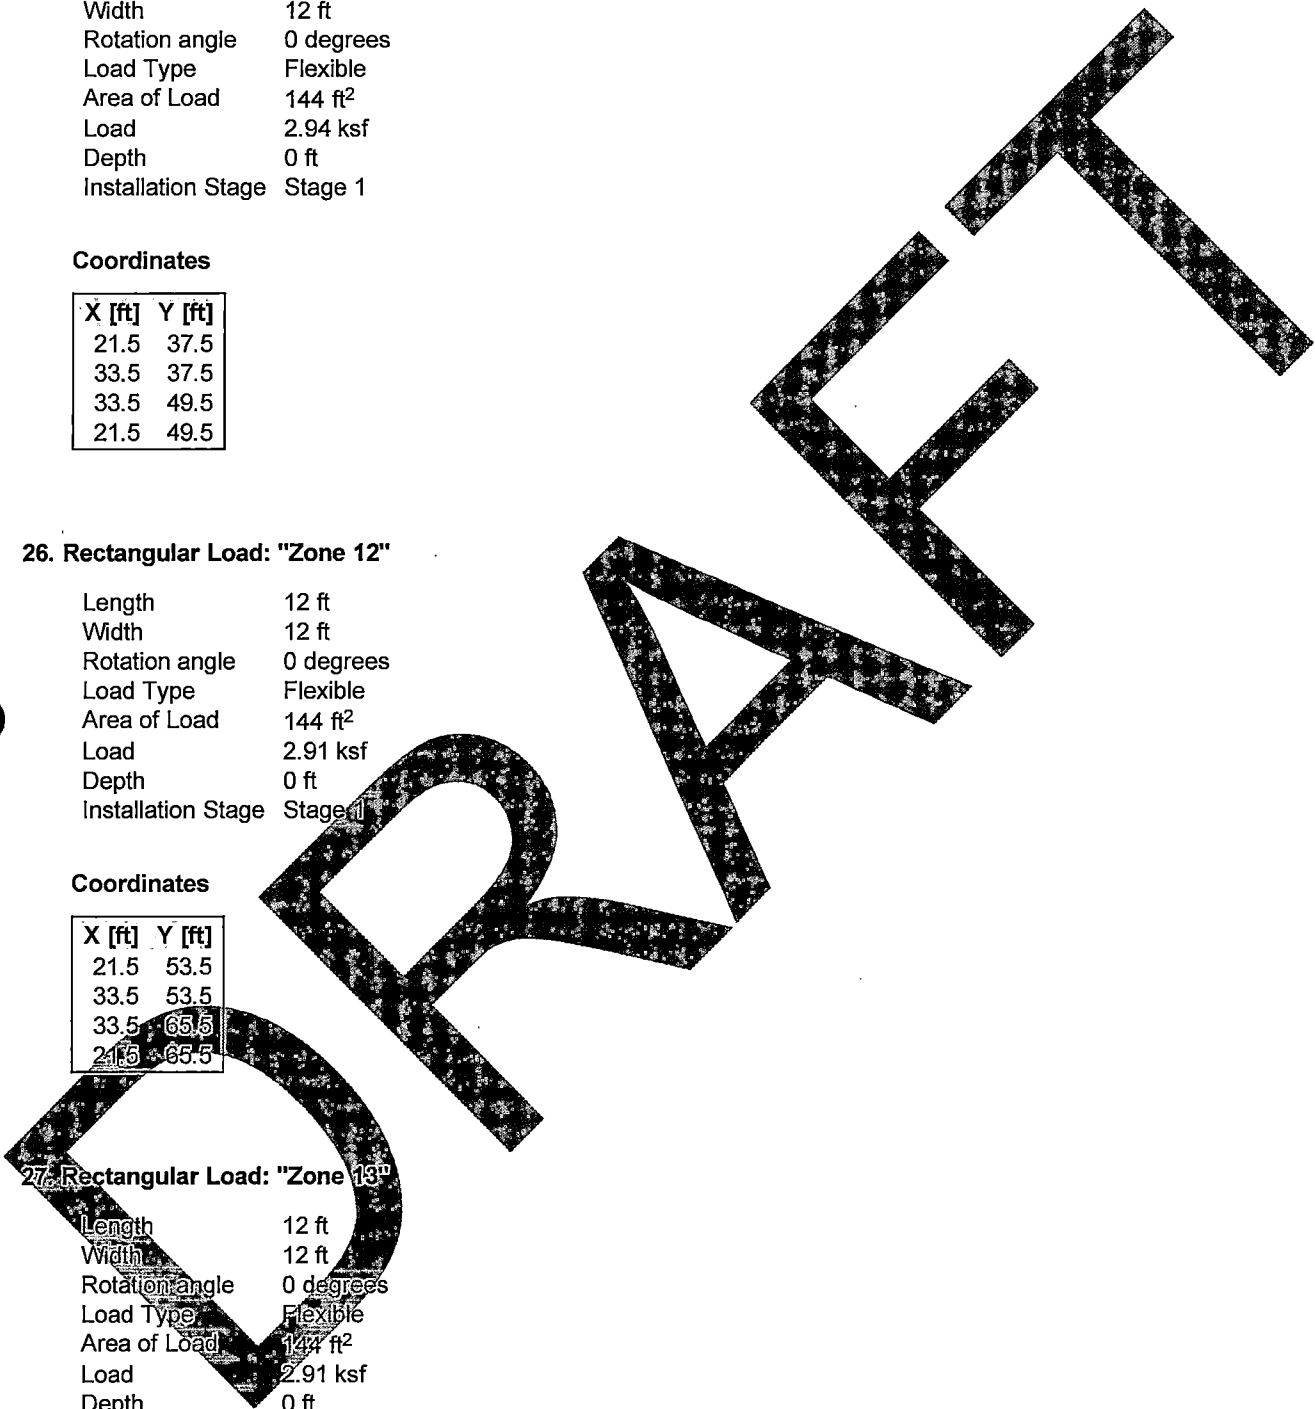 Width 12 ft
Rotation angle 0 degrees
Load Type Flexible
Area of Load 144 ft²
Load 2.94 ksf
Depth 0 ft
Installation Stage Stage 1
Coordinates
X [ft] Y [ft]
21.5 37.5
33.5 37.5
33.5 49.5
21.5 49.5
26. Rectangular Load: "Zone 12"
Length 12 ft
Width 12 ft
Rotation angle 0 degrees
Load Type Flexible
Area of Load 144 ft²
Load 2.91 ksf
Depth 0 ft
Installation Stage Stage 1
Coordinates
X [ft] Y [ft]
21.5 53.5
33.5 53.5
33.5 65.5
21.5 65.5
27. Rectangular Load: "Zone 13"
Length 12 ft
Width 12 ft
Rotation angle 0 degrees
Load Type Flexible
Area of Load 144 ft²
Load 2.91 ksf
Depth 0 ft
DRAFT